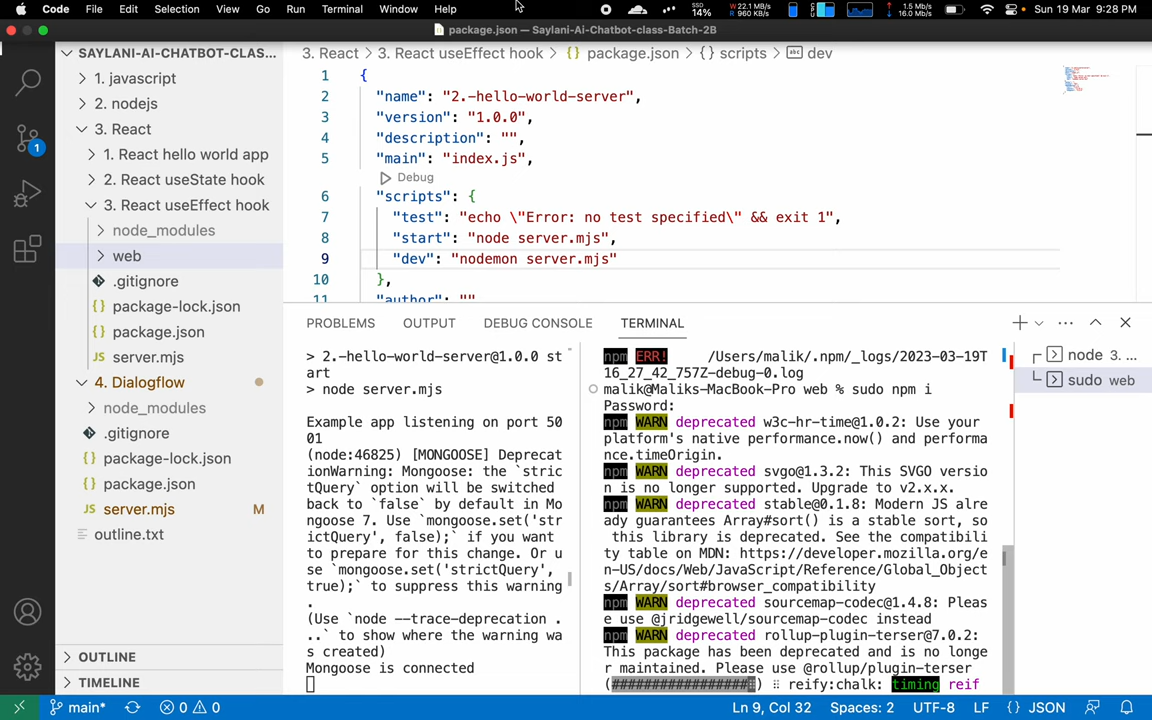 Code File Edit Selection View Go Run Terminal Window Help SSD 14% W 22.1 MB/s R 960 KB/s 1.5 Mb/s 16.0 Mb/s Sun 19 Mar 9:28 PM
package.json — Saylani-Ai-Chatbot-class-Batch-2B
SAYLANI-AI-CHATBOT-CLAS...
1. javascript
2. nodejs
3. React
1. React hello world app
2. React useState hook
3. React useEffect hook
node_modules
web
.gitignore
{} package-lock.json
{} package.json
JS server.mjs
4. Dialogflow
node_modules
.gitignore
{} package-lock.json
{} package.json
JS server.mjs M
outline.txt
OUTLINE
TIMELINE
1
3. React > 3. React useEffect hook > {} package.json > {} scripts > abc dev
1 {
2 "name": "2.-hello-world-server",
3 "version": "1.0.0",
4 "description": "",
5 "main": "index.js",
Debug
6 "scripts": {
7 "test": "echo \"Error: no test specified\" && exit 1",
8 "start": "node server.mjs",
9 "dev": "nodemon server.mjs"
10 },
11 "author": ""
PROBLEMS OUTPUT DEBUG CONSOLE TERMINAL
> 2.-hello-world-server@1.0.0 st
art
> node server.mjs
Example app listening on port 50
01
(node:46825) [MONGOOSE] Deprecat
ionWarning: Mongoose: the `stric
tQuery` option will be switched
back to `false` by default in Mo
ngoose 7. Use `mongoose.set('str
ictQuery', false);` if you want
to prepare for this change. Or u
se `mongoose.set('strictQuery',
true);` to suppress this warning
.
(Use `node --trace-deprecation .
..` to show where the warning wa
s created)
Mongoose is connected
npm ERR! /Users/malik/.npm/_logs/2023-03-19T
16_27_42_757Z-debug-0.log
malik@Maliks-MacBook-Pro web % sudo npm i
Password:
npm WARN deprecated w3c-hr-time@1.0.2: Use your
platform's native performance.now() and performa
nce.timeOrigin.
npm WARN deprecated svgo@1.3.2: This SVGO versio
n is no longer supported. Upgrade to v2.x.x.
npm WARN deprecated stable@0.1.8: Modern JS alre
ady guarantees Array#sort() is a stable sort, so
this library is deprecated. See the compatibili
ty table on MDN: https://developer.mozilla.org/e
n-US/docs/Web/JavaScript/Reference/Global_Object
s/Array/sort#browser_compatibility
npm WARN deprecated sourcemap-codec@1.4.8: Pleas
e use @jridgewell/sourcemap-codec instead
npm WARN deprecated rollup-plugin-terser@7.0.2:
This package has been deprecated and is no longe
r maintained. Please use @rollup/plugin-terser
(##################) ⠿ reify:chalk: timing reif
node 3. ...
sudo web
main* 0 0 Ln 9, Col 32 Spaces: 2 UTF-8 LF {} JSON